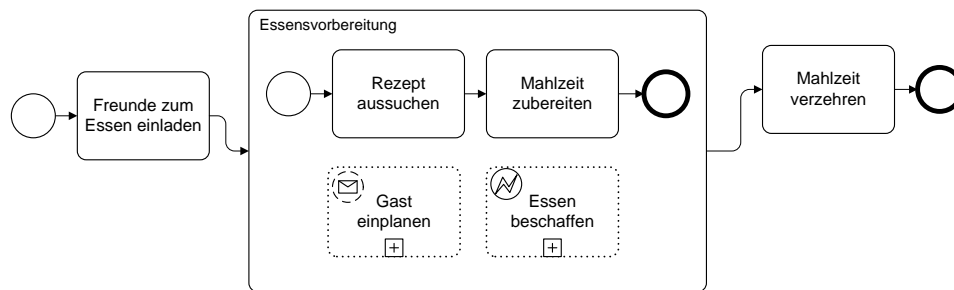 Essensvorbereitung
Freunde zum
Essen einladen
Rezept
aussuchen
Mahlzeit
zubereiten
Gast
einplanen
Essen
beschaffen
Mahlzeit
verzehren